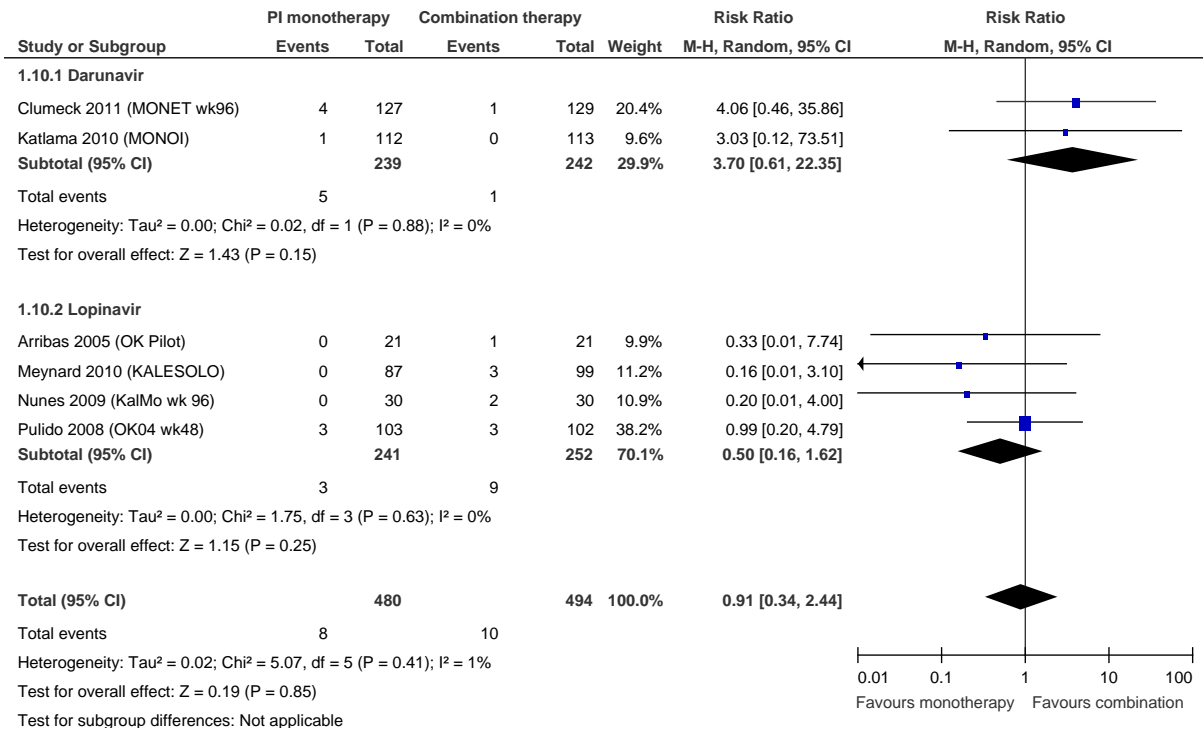 PI monotherapy Combination therapy Risk Ratio Risk Ratio
Study or Subgroup Events Total Events Total Weight M-H, Random, 95% CI M-H, Random, 95% CI
1.10.1 Darunavir
Clumeck 2011 (MONET wk96) 4 127 1 129 20.4% 4.06 [0.46, 35.86]
Katlama 2010 (MONOI) 1 112 0 113 9.6% 3.03 [0.12, 73.51]
Subtotal (95% CI) 239 242 29.9% 3.70 [0.61, 22.35]
Total events 5 1
Heterogeneity: Tau² = 0.00; Chi² = 0.02, df = 1 (P = 0.88); I² = 0%
Test for overall effect: Z = 1.43 (P = 0.15)
1.10.2 Lopinavir
Arribas 2005 (OK Pilot) 0 21 1 21 9.9% 0.33 [0.01, 7.74]
Meynard 2010 (KALESOLO) 0 87 3 99 11.2% 0.16 [0.01, 3.10]
Nunes 2009 (KalMo wk 96) 0 30 2 30 10.9% 0.20 [0.01, 4.00]
Pulido 2008 (OK04 wk48) 3 103 3 102 38.2% 0.99 [0.20, 4.79]
Subtotal (95% CI) 241 252 70.1% 0.50 [0.16, 1.62]
Total events 3 9
Heterogeneity: Tau² = 0.00; Chi² = 1.75, df = 3 (P = 0.63); I² = 0%
Test for overall effect: Z = 1.15 (P = 0.25)
Total (95% CI) 480 494 100.0% 0.91 [0.34, 2.44]
Total events 8 10
Heterogeneity: Tau² = 0.02; Chi² = 5.07, df = 5 (P = 0.41); I² = 1%
Test for overall effect: Z = 0.19 (P = 0.85)
Test for subgroup differences: Not applicable
0.01 0.1 1 10 100
Favours monotherapy Favours combination